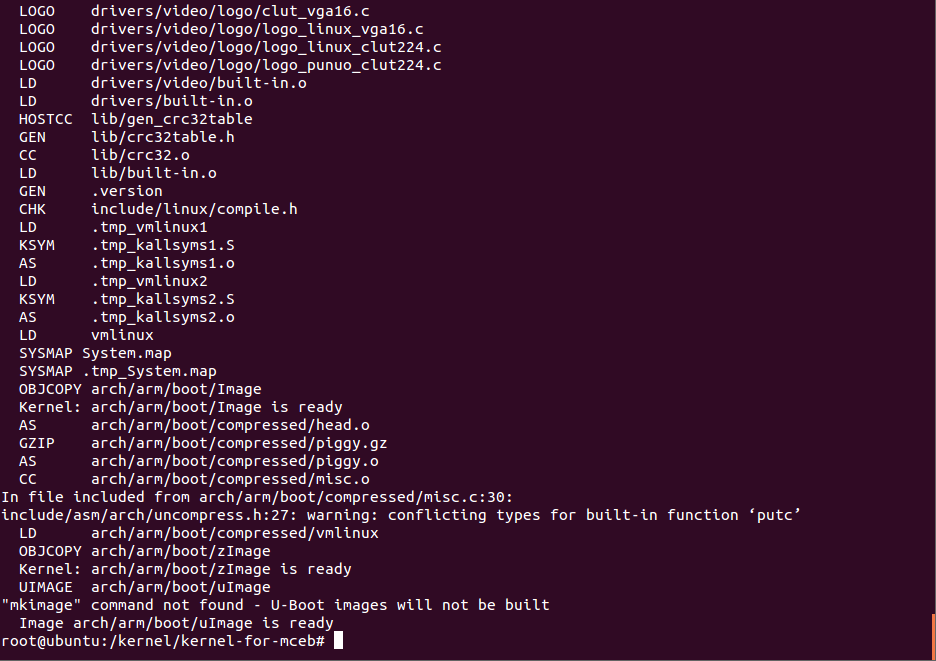 LOGO    drivers/video/logo/clut_vga16.c
LOGO    drivers/video/logo/logo_linux_vga16.c
LOGO    drivers/video/logo/logo_linux_clut224.c
LOGO    drivers/video/logo/logo_punuo_clut224.c
LD      drivers/video/built-in.o
LD      drivers/built-in.o
HOSTCC  lib/gen_crc32table
GEN     lib/crc32table.h
CC      lib/crc32.o
LD      lib/built-in.o
GEN     .version
CHK     include/linux/compile.h
LD      .tmp_vmlinux1
KSYM    .tmp_kallsyms1.S
AS      .tmp_kallsyms1.o
LD      .tmp_vmlinux2
KSYM    .tmp_kallsyms2.S
AS      .tmp_kallsyms2.o
LD      vmlinux
SYSMAP System.map
SYSMAP .tmp_System.map
OBJCOPY arch/arm/boot/Image
Kernel: arch/arm/boot/Image is ready
AS      arch/arm/boot/compressed/head.o
GZIP    arch/arm/boot/compressed/piggy.gz
AS      arch/arm/boot/compressed/piggy.o
CC      arch/arm/boot/compressed/misc.o
In file included from arch/arm/boot/compressed/misc.c:30:
include/asm/arch/uncompress.h:27: warning: conflicting types for built-in function ‘putc’
LD      arch/arm/boot/compressed/vmlinux
OBJCOPY arch/arm/boot/zImage
Kernel: arch/arm/boot/zImage is ready
UIMAGE  arch/arm/boot/uImage
"mkimage" command not found - U-Boot images will not be built
Image arch/arm/boot/uImage is ready
root@ubuntu:/kernel/kernel-for-mceb#